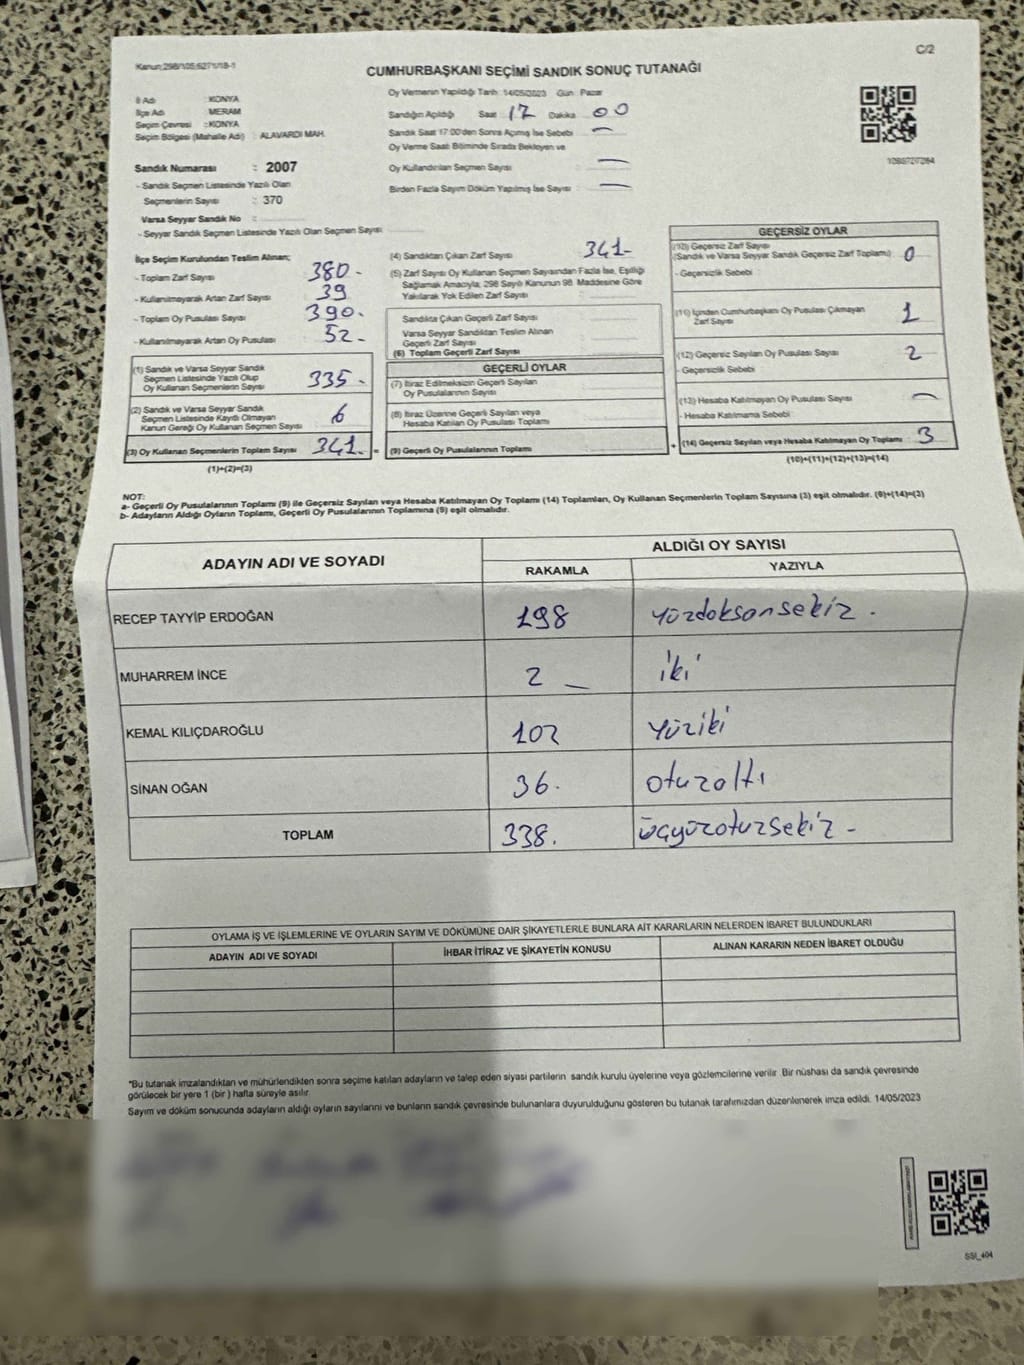 Kanun:298/105;6271/18-1
C/2
CUMHURBAŞKANI SEÇİMİ SANDIK SONUÇ TUTANAĞI
İl Adı : KONYA
İlçe Adı : MERAM
Seçim Çevresi : KONYA
Seçim Bölgesi (Mahalle Adı) : ALAVARDI MAH.
Sandık Numarası : 2007
- Sandık Seçmen Listesinde Yazılı Olan
Seçmenlerin Sayısı : 370
Varsa Seyyar Sandık No :
- Seyyar Sandık Seçmen Listesinde Yazılı Olan Seçmen Sayısı
Oy Vermenin Yapıldığı Tarih 14/05/2023 Gün : Pazar
Sandığın Açıldığı Saat 17 Dakika 00
Sandık Saat 17.00'den Sonra Açılmış İse Sebebi —
Oy Verme Saati Bitiminde Sırada Bekleyen ve
Oy Kullandırılan Seçmen Sayısı —
Birden Fazla Sayım Döküm Yapılmış İse Sayısı —
İlçe Seçim Kurulundan Teslim Alınan;
- Toplam Zarf Sayısı 380-
- Kullanılmayarak Artan Zarf Sayısı 39
- Toplam Oy Pusulası Sayısı 390-
- Kullanılmayarak Artan Oy Pusulası 52-
(1) Sandık ve Varsa Seyyar Sandık
Seçmen Listesinde Yazılı Olup
Oy Kullanan Seçmenlerin Sayısı 335-
(2) Sandık ve Varsa Seyyar Sandık
Seçmen Listesinde Kayıtlı Olmayan
Kanun Gereği Oy Kullanan Seçmen Sayısı 6
(3) Oy Kullanan Seçmenlerin Toplam Sayısı 341- =
(1)+(2)=(3)
(4) Sandıktan Çıkan Zarf Sayısı 341-
(5) Zarf Sayısı Oy Kullanan Seçmen Sayısından Fazla İse, Eşitliği
Sağlamak Amacıyla; 298 Sayılı Kanunun 98. Maddesine Göre
Yakılarak Yok Edilen Zarf Sayısı
Sandıkta Çıkan Geçerli Zarf Sayısı
Varsa Seyyar Sandıktan Teslim Alınan
Geçerli Zarf Sayısı
(6) Toplam Geçerli Zarf Sayısı
GEÇERLİ OYLAR
(7) İtiraz Edilmeksizin Geçerli Sayılan
Oy Pusulalarının Sayısı
(8) İtiraz Üzerine Geçerli Sayılan veya
Hesaba Katılan Oy Pusulaları Toplamı
(9) Geçerli Oy Pusulalarının Toplamı +
GEÇERSİZ OYLAR
(10) Geçersiz Zarf Sayısı
(Sandık ve Varsa Seyyar Sandık Geçersiz Zarf Toplamı) 0
- Geçersizlik Sebebi
(11) İçinden Cumhurbaşkanı Oy Pusulası Çıkmayan
Zarf Sayısı 1
(12) Geçersiz Sayılan Oy Pusulası Sayısı 2
- Geçersizlik Sebebi
(13) Hesaba Katılmayan Oy Pusulası Sayısı —
- Hesaba Katılmama Sebebi
(14) Geçersiz Sayılan veya Hesaba Katılmayan Oy Toplamı 3
(10)+(11)+(12)+(13)=(14)
NOT:
a- Geçerli Oy Pusulalarının Toplamı (9) ile Geçersiz Sayılan veya Hesaba Katılmayan Oy Toplamı (14) Toplamları, Oy Kullanan Seçmenlerin Toplam Sayısına (3) eşit olmalıdır. (9)+(14)=(3)
b- Adayların Aldığı Oyların Toplamı, Geçerli Oy Pusulalarının Toplamına (9) eşit olmalıdır.
ADAYIN ADI VE SOYADI
ALDIĞI OY SAYISI
RAKAMLA YAZIYLA
RECEP TAYYİP ERDOĞAN 198 yüzdoksansekiz.
MUHARREM İNCE 2 — iki
KEMAL KILIÇDAROĞLU 102 yüziki
SİNAN OĞAN 36. otuzaltı
TOPLAM 338. üçyüzotuzsekiz-
OYLAMA İŞ VE İŞLEMLERİNE VE OYLARIN SAYIM VE DÖKÜMÜNE DAİR ŞİKAYETLERLE BUNLARA AİT KARARLARIN NELERDEN İBARET BULUNDUKLARI
ADAYIN ADI VE SOYADI İHBAR İTİRAZ VE ŞİKAYETİN KONUSU ALINAN KARARIN NEDEN İBARET OLDUĞU
*Bu tutanak imzalandıktan ve mühürlendikten sonra seçime katılan adayların ve talep eden siyasi partilerin sandık kurulu üyelerine veya gözlemcilerine verilir. Bir nüshası da sandık çevresinde
görülecek bir yere 1 (bir) hafta süreyle asılır.
Sayım ve döküm sonucunda adayların aldığı oyların sayılarını ve bunların sandık çevresinde bulunanlara duyurulduğunu gösteren bu tutanak tarafımızdan düzenlenerek imza edildi. 14/05/2023
SSI_404